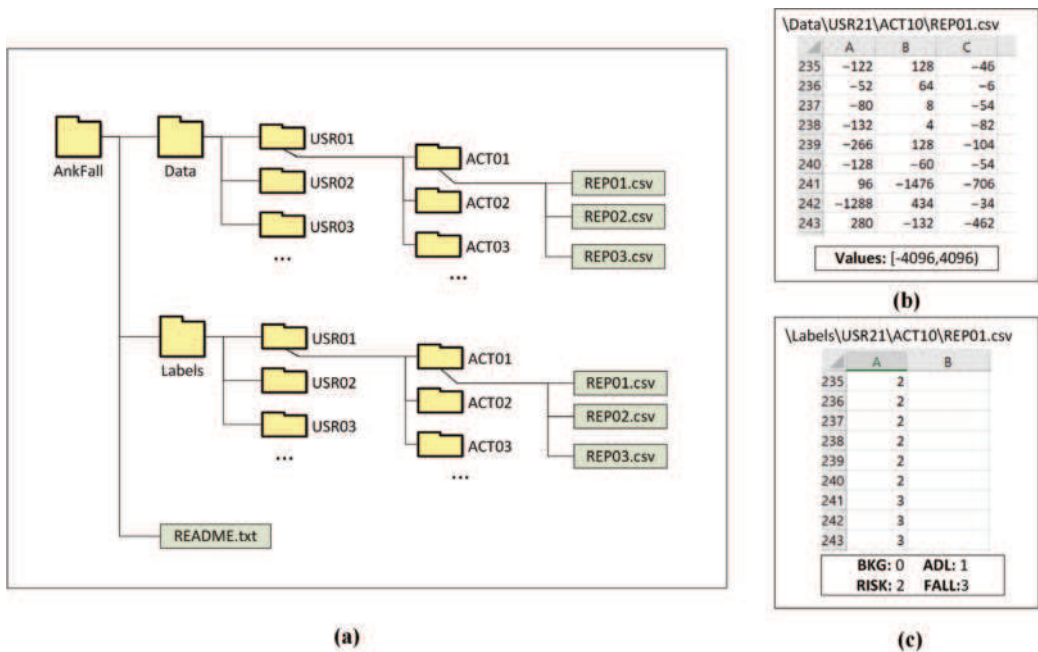 AnkFall
Data
USR01
USR02
USR03
...
ACT01
ACT02
ACT03
...
REP01.csv
REP02.csv
REP03.csv
Labels
USR01
USR02
USR03
...
ACT01
ACT02
ACT03
...
REP01.csv
REP02.csv
REP03.csv
README.txt
(a)
\Data\USR21\ACT10\REP01.csv
A B C
235 −122 128 −46
236 −52 64 −6
237 −80 8 −54
238 −132 4 −82
239 −266 128 −104
240 −128 −60 −54
241 96 −1476 −706
242 −1288 434 −34
243 280 −132 −462
Values: [-4096,4096)
(b)
\Labels\USR21\ACT10\REP01.csv
A B
235 2
236 2
237 2
238 2
239 2
240 2
241 3
242 3
243 3
BKG: 0 ADL: 1
RISK: 2 FALL:3
(c)